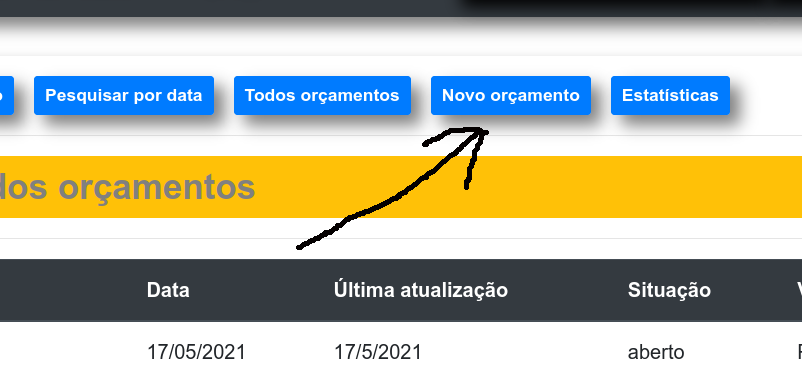 Pesquisar por data Todos orçamentos Novo orçamento Estatísticas
dos orçamentos
Data Última atualização Situação
17/05/2021 17/5/2021 aberto